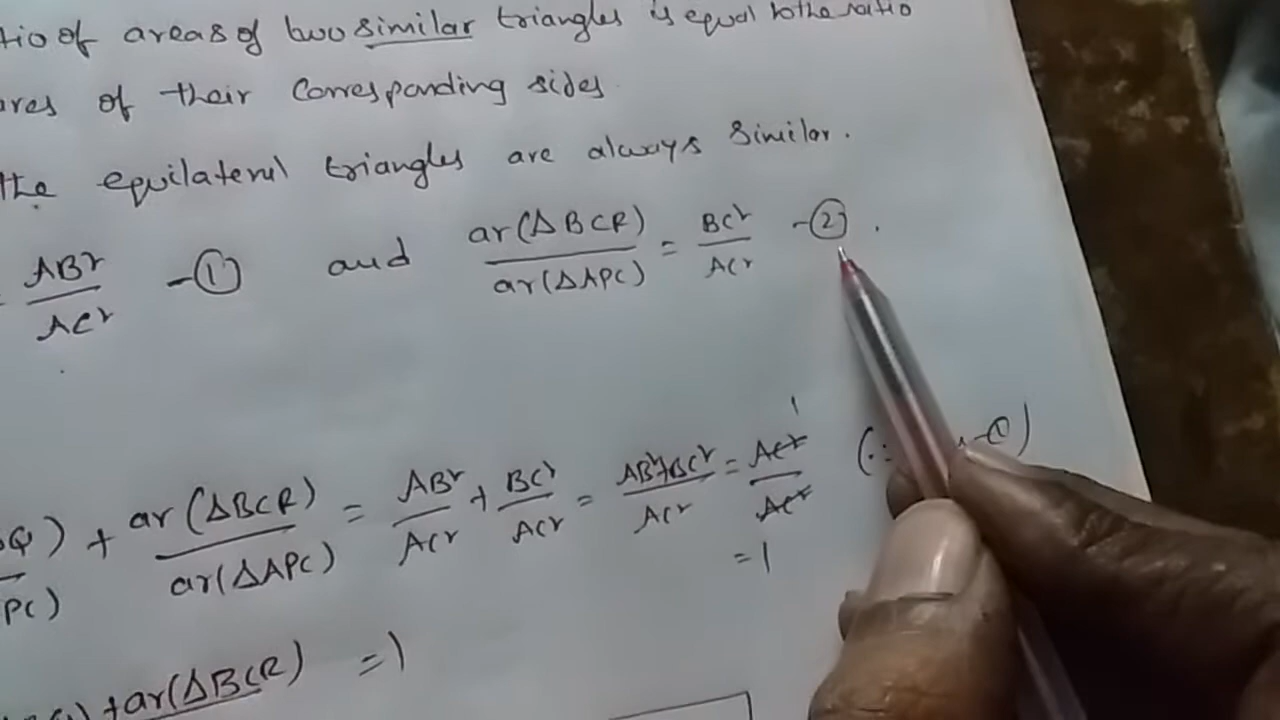 tio of areas of two similar triangles is equal to the ratio
ares of their Corresponding sides.
the equilateral triangles are always Similar.
AB² / AC² - ① and ar(ΔBCR) / ar(ΔAPC) = BC² / AC² - ② .
Q) / PC) + ar(ΔBCR) / ar(ΔAPC) = AB² / AC² + BC² / AC² = AB²+BC² / AC² = AC² / AC² 1 (∵ - ①)
= 1
+ ar(ΔBCR) = 1